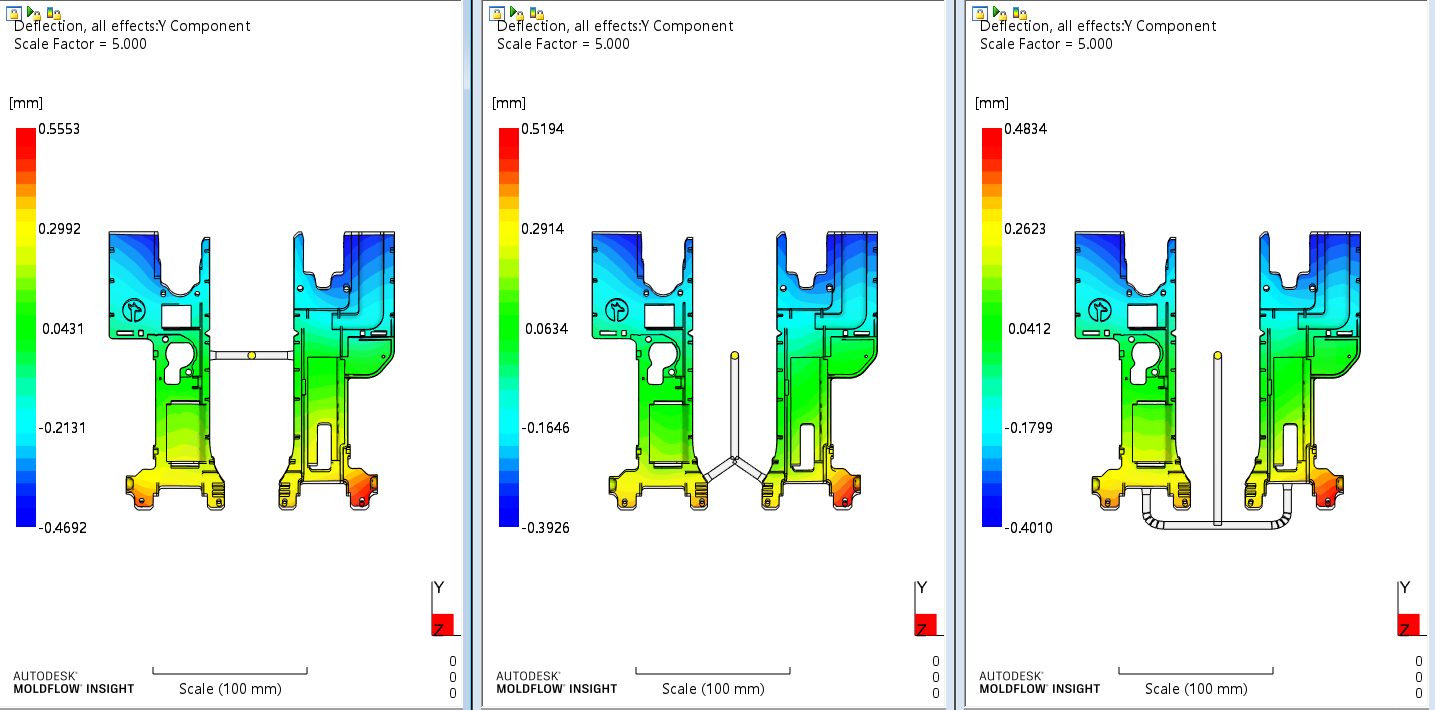 Deflection, all effects:Y Component
Scale Factor = 5.000
[mm]
0.5553
0.2992
0.0431
-0.2131
-0.4692
Y
Z
AUTODESK®
MOLDFLOW® INSIGHT
Scale (100 mm)
0
0
0
Deflection, all effects:Y Component
Scale Factor = 5.000
[mm]
0.5194
0.2914
0.0634
-0.1646
-0.3926
Y
Z
AUTODESK®
MOLDFLOW® INSIGHT
Scale (100 mm)
0
0
0
Deflection, all effects:Y Component
Scale Factor = 5.000
[mm]
0.4834
0.2623
0.0412
-0.1799
-0.4010
Y
Z
AUTODESK®
MOLDFLOW® INSIGHT
Scale (100 mm)
0
0
0